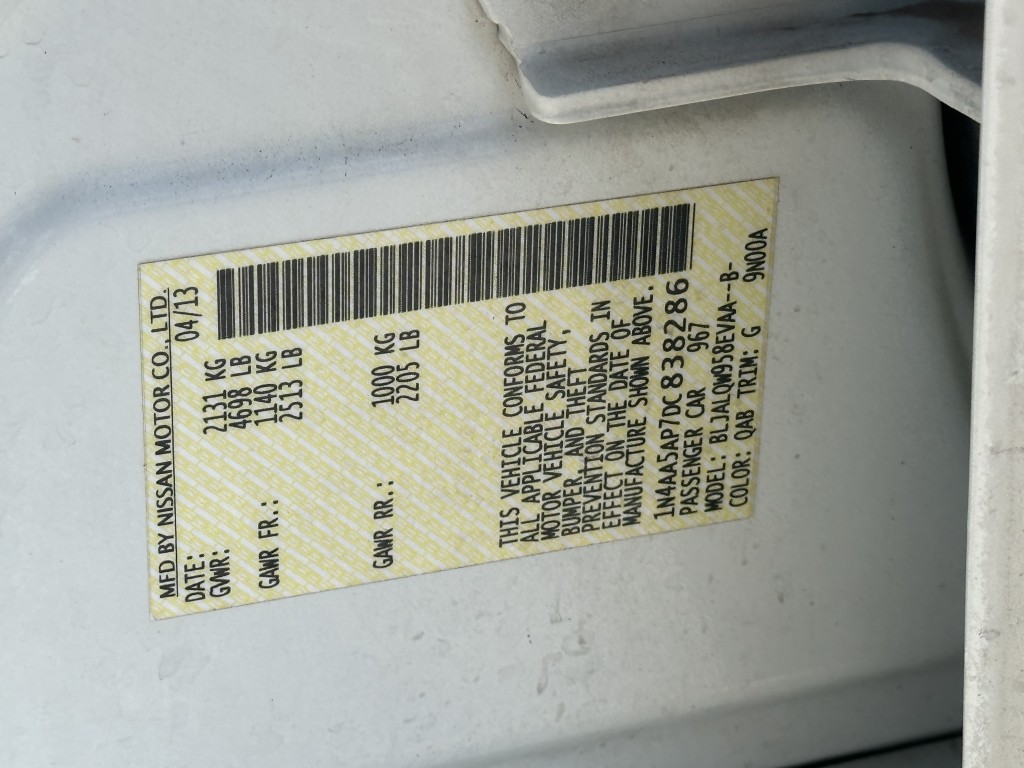 MFD BY NISSAN MOTOR CO., LTD.
DATE: 04/13
GVWR: 2131 KG
4698 LB
GAWR FR.: 1140 KG
2513 LB
GAWR RR.: 1000 KG
2205 LB
THIS VEHICLE CONFORMS TO
ALL APPLICABLE FEDERAL
MOTOR VEHICLE SAFETY,
BUMPER, AND THEFT
PREVENTION STANDARDS IN
EFFECT ON THE DATE OF
MANUFACTURE SHOWN ABOVE.
1N4AA5AP7DC838286
PASSENGER CAR 967
MODEL: BLJALQW958EVAA--B-
COLOR: QAB TRIM: G 9N00A